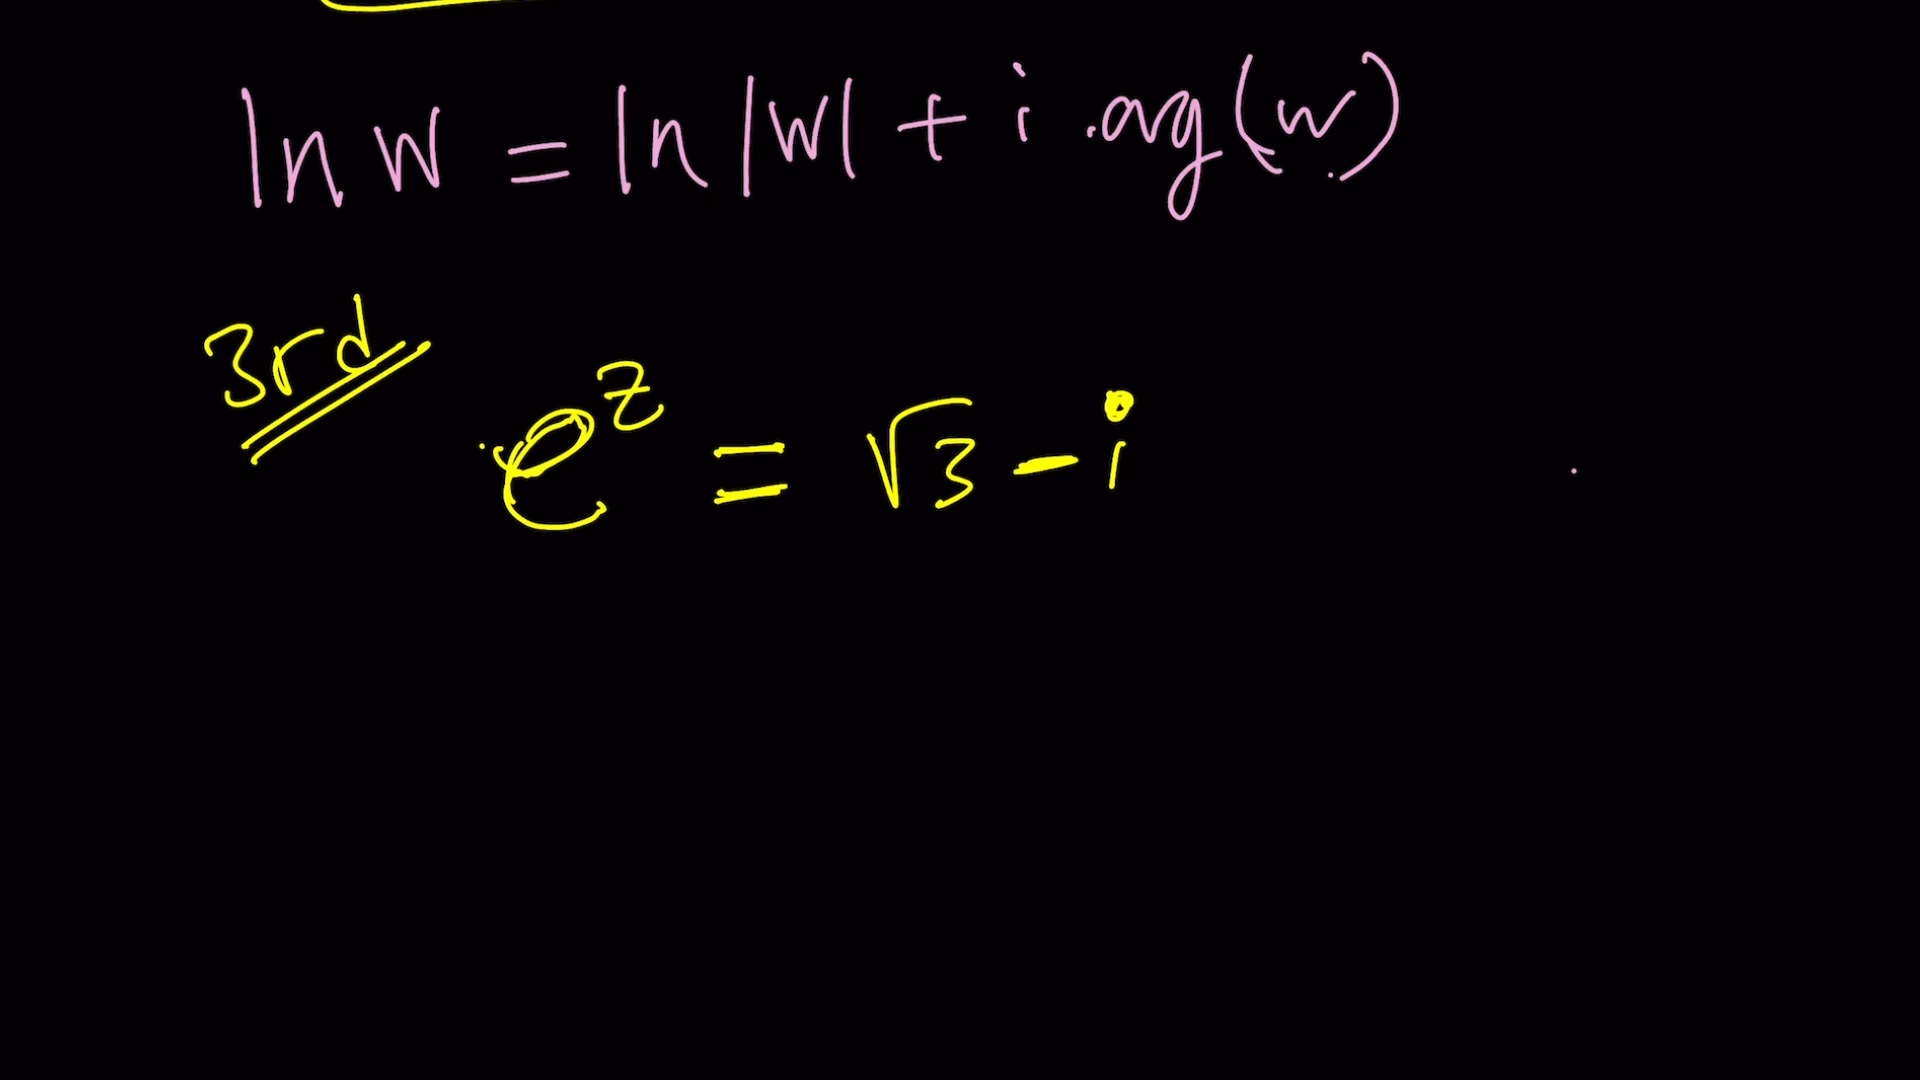 ln w = ln |w| + i .arg(w)
3rd
e^z = √3 - i